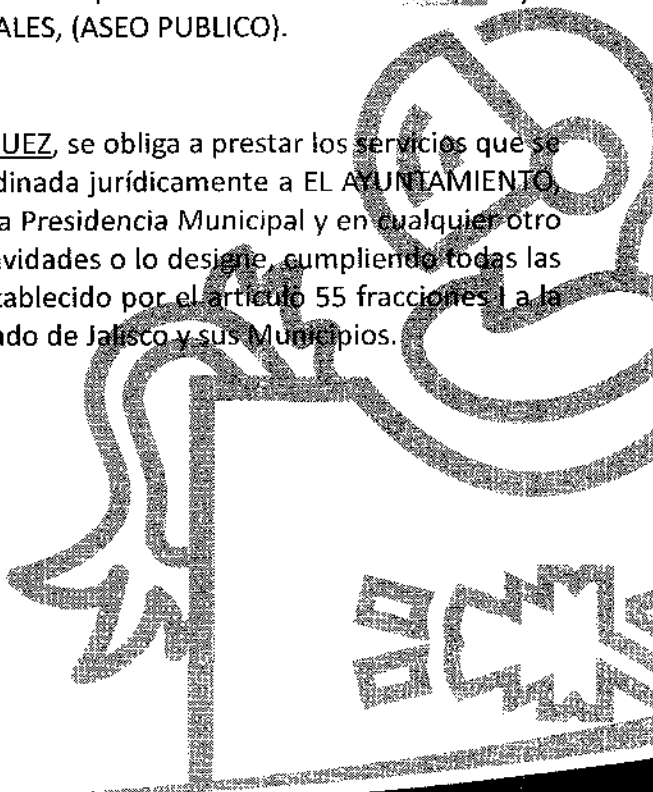 ALES, (ASEO PUBLICO).
UEZ, se obliga a prestar los servicios que se
dinada jurídicamente a EL AYUNTAMIENTO,
a Presidencia Municipal y en cualquier otro
vidades o lo designe, cumpliendo todas las
tablecido por el artículo 55 fracciones I a la
ado de Jalisco y sus Municipios.